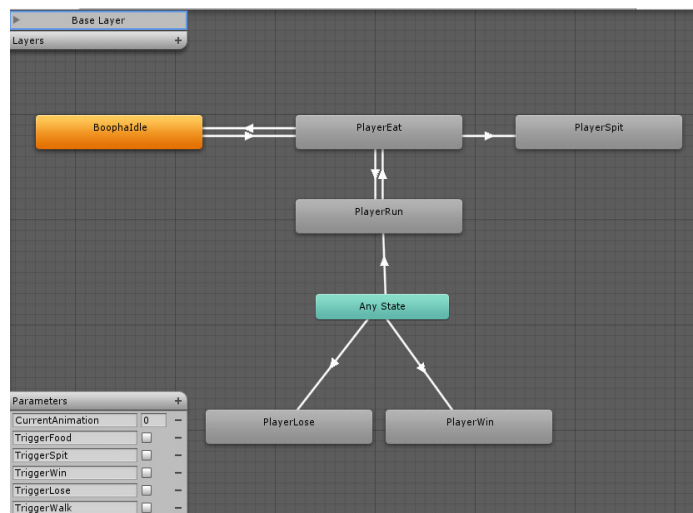 Base Layer
Layers +
BoophaIdle
PlayerEat
PlayerSpit
PlayerRun
Any State
PlayerLose
PlayerWin
Parameters +
CurrentAnimation 0 −
TriggerFood −
TriggerSpit −
TriggerWin −
TriggerLose −
TriggerWalk −